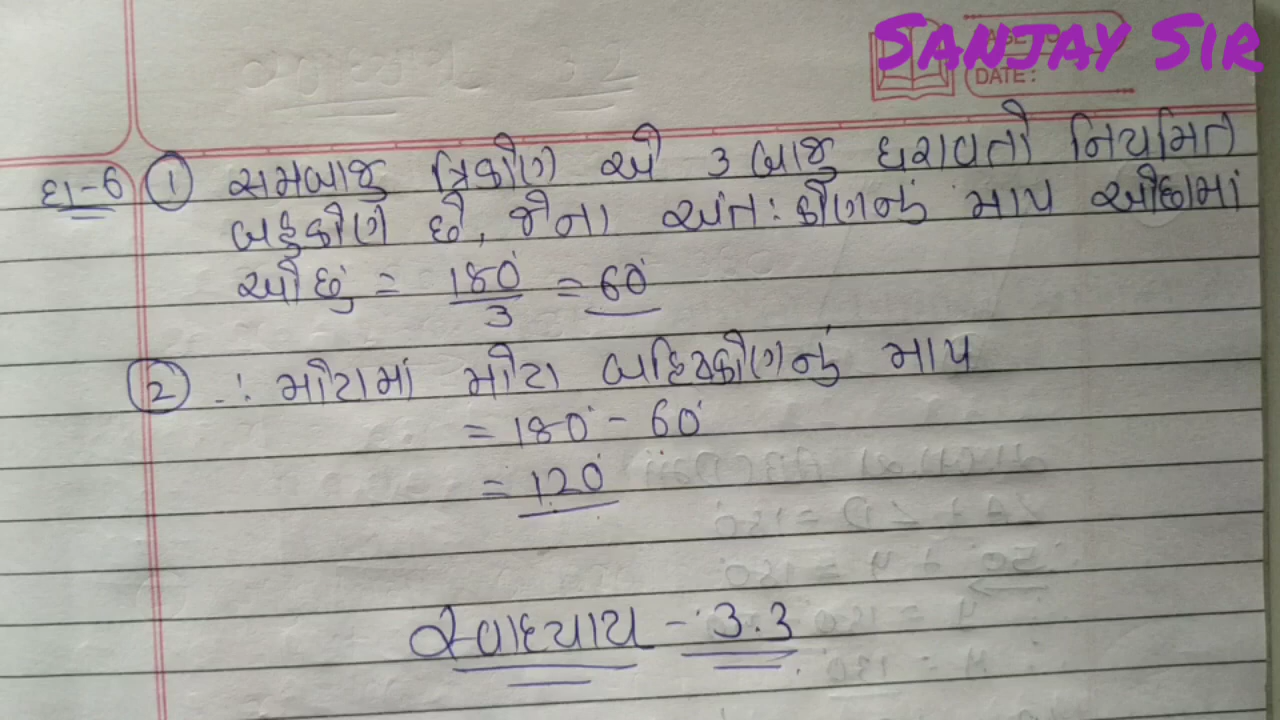 SANJAY SIR
DATE :
દા-6 ① સમબાજુ ત્રિકોણ એ 3 બાજુ ધરાવતો નિયમિત
બહુકોણ છે, જેના અંતઃકોણનું માપ ઓછામાં
ઓછું = 180°/3 = 60°
② ∴ મોટામાં મોટા બહિષ્કોણનું માપ
= 180° - 60°
= 120°
સ્વાધ્યાય - 3.3